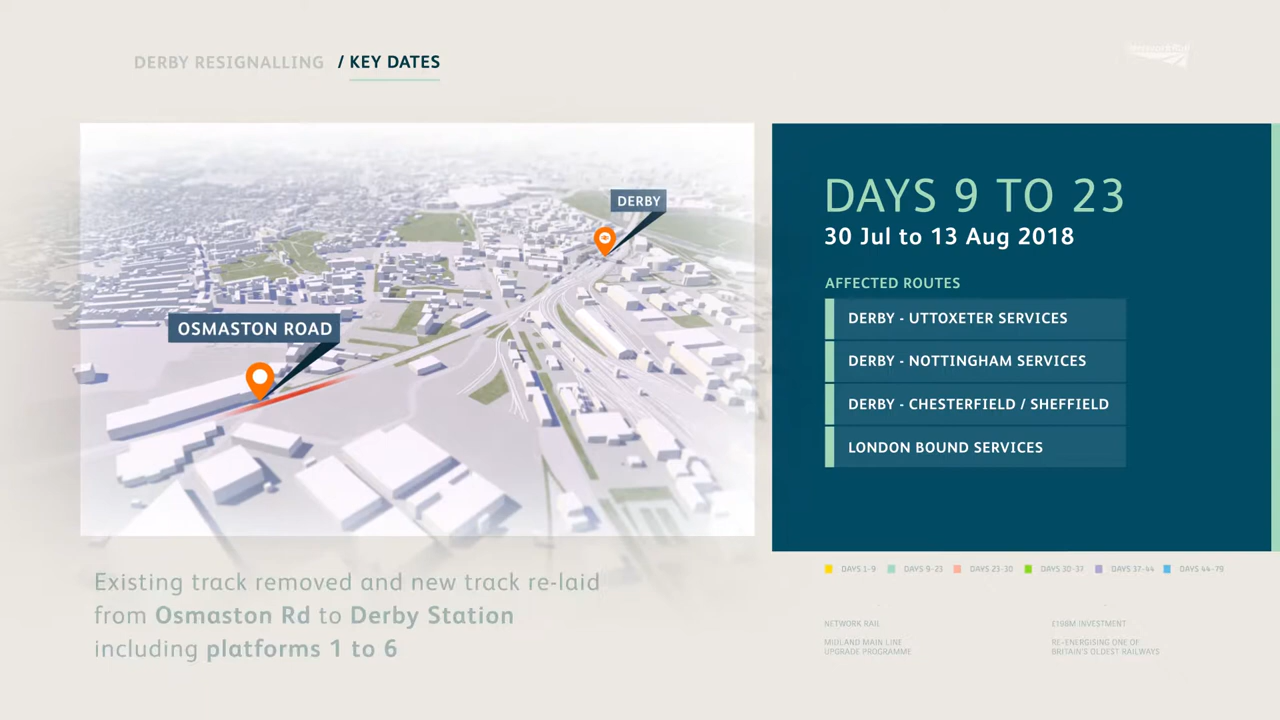 DERBY RESIGNALLING / KEY DATES
DERBY
OSMASTON ROAD
Existing track removed and new track re-laid
from Osmaston Rd to Derby Station
including platforms 1 to 6
DAYS 9 TO 23
30 Jul to 13 Aug 2018
AFFECTED ROUTES
DERBY - UTTOXETER SERVICES
DERBY - NOTTINGHAM SERVICES
DERBY - CHESTERFIELD / SHEFFIELD
LONDON BOUND SERVICES
DAYS 1-9 DAYS 9-23 DAYS 23-30 DAYS 30-37 DAYS 37-44 DAYS 44-79
NETWORK RAIL
MIDLAND MAIN LINE
UPGRADE PROGRAMME
£198M INVESTMENT
RE-ENERGISING ONE OF
BRITAIN'S OLDEST RAILWAYS